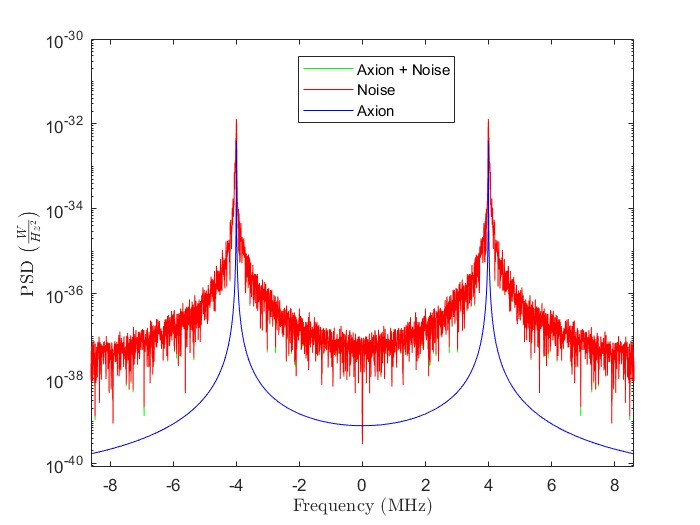 10^-30
Axion + Noise
Noise
Axion
10^-32
10^-34
PSD (W/Hz^2)
10^-36
10^-38
10^-40
-8 -6 -4 -2 0 2 4 6 8
Frequency (MHz)